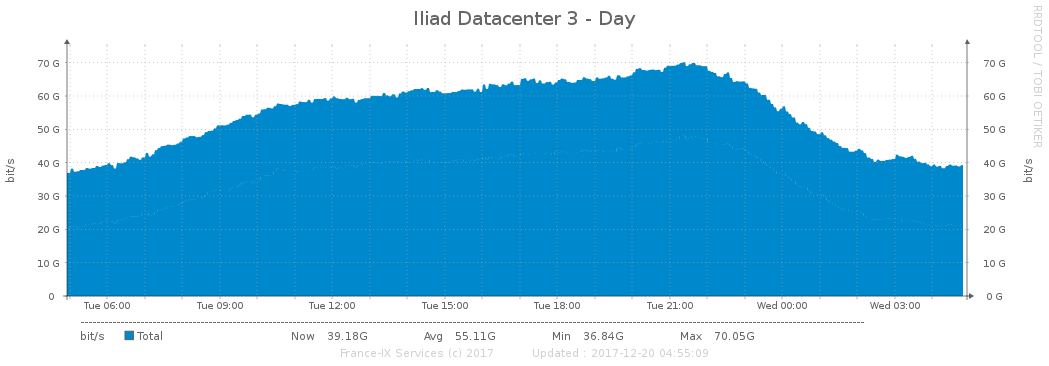 Iliad Datacenter 3 - Day
RRDTOOL / TOBI OETIKER
bit/s
70 G 70 G
60 G 60 G
50 G 50 G
40 G 40 G
30 G 30 G
20 G 20 G
10 G 10 G
0 0 G
bit/s
Tue 06:00 Tue 09:00 Tue 12:00 Tue 15:00 Tue 18:00 Tue 21:00 Wed 00:00 Wed 03:00
bit/s Total Now 39.18G Avg 55.11G Min 36.84G Max 70.05G
France-IX Services (c) 2017 Updated : 2017-12-20 04:55:09